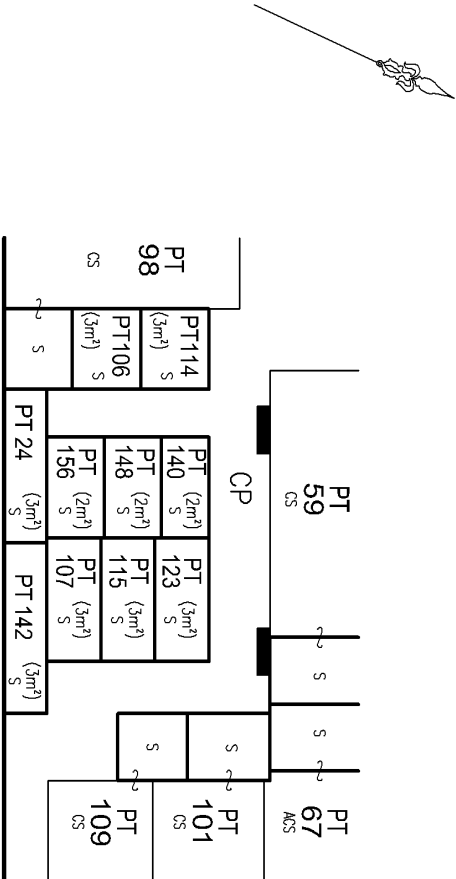 PT
98
CS
PT114
(3m²)
S
PT106
(3m²)
S
S
PT 24
(3m²)
S
PT 142
(3m²)
S
PT
140
(2m²)
S
PT
148
(2m²)
S
PT
156
(2m²)
S
PT
123
(3m²)
S
PT
115
(3m²)
S
PT
107
(3m²)
S
CP
PT
59
CS
S
S
S
S
PT
67
ACS
PT
101
CS
PT
109
CS